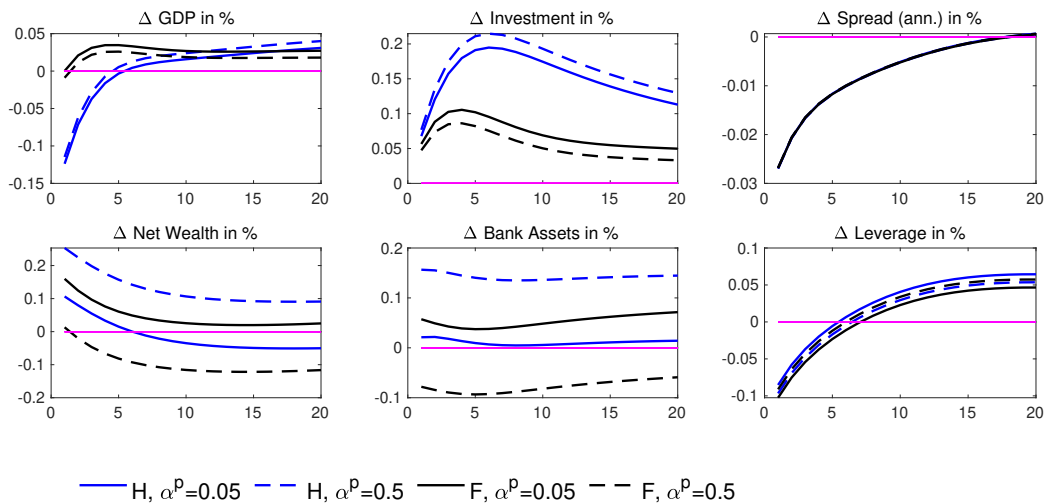 Δ GDP in %
0.05
0
-0.05
-0.1
-0.15
0 5 10 15 20
Δ Investment in %
0.2
0.15
0.1
0.05
0
0 5 10 15 20
Δ Spread (ann.) in %
0
-0.01
-0.02
-0.03
0 5 10 15 20
Δ Net Wealth in %
0.2
0.1
0
-0.1
-0.2
0 5 10 15 20
Δ Bank Assets in %
0.2
0.1
0
-0.1
0 5 10 15 20
Δ Leverage in %
0.1
0.05
0
-0.05
-0.1
0 5 10 15 20
H, α^p=0.05 H, α^p=0.5 F, α^p=0.05 F, α^p=0.5